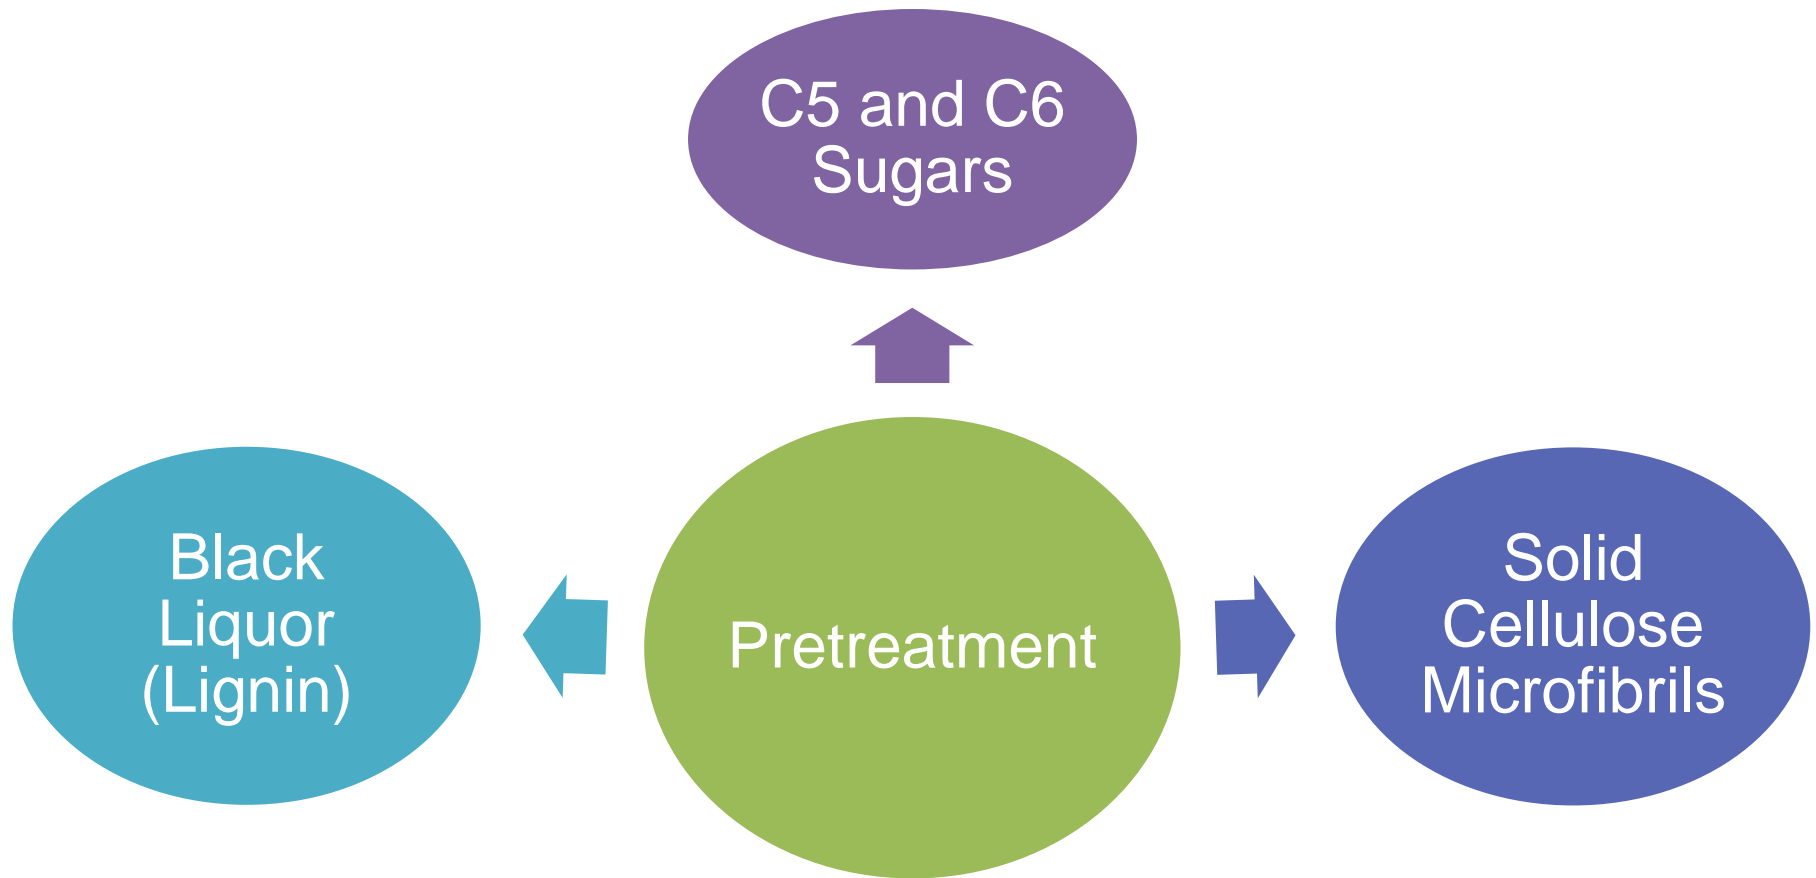 C5 and C6
Sugars
Black
Liquor
(Lignin)
Pretreatment
Solid
Cellulose
Microfibrils